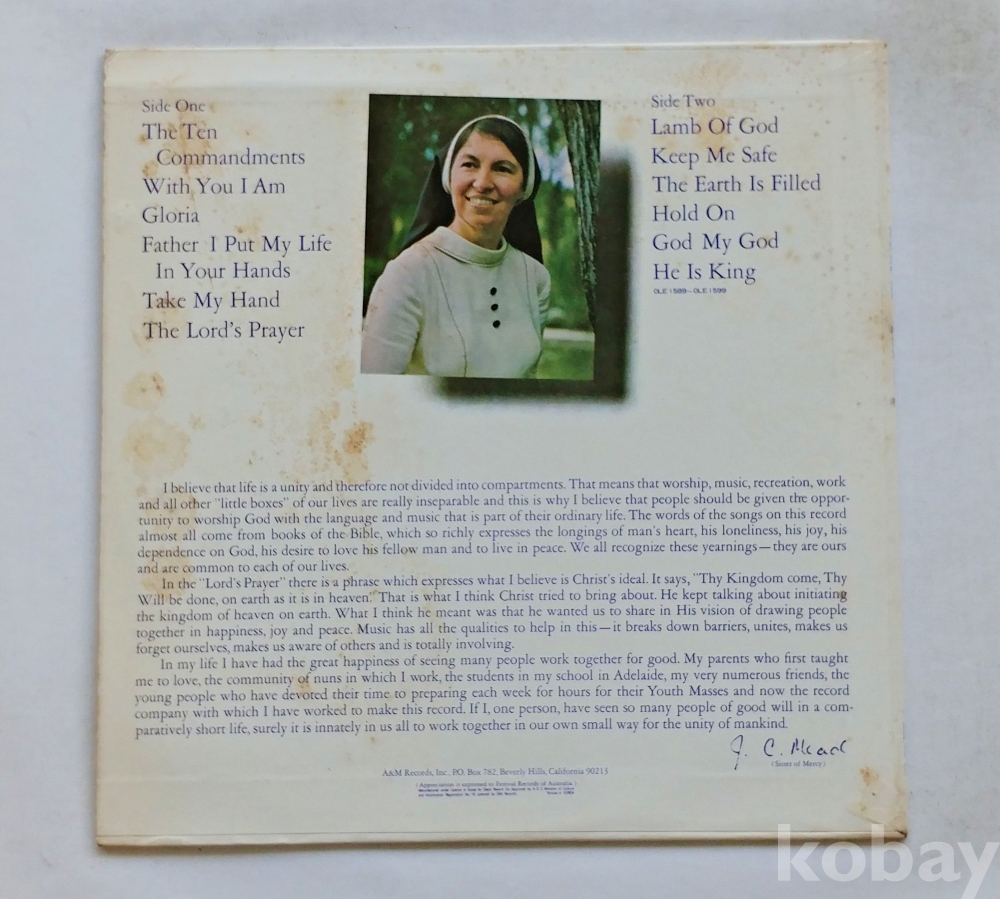 Side One
The Ten
Commandments
With You I Am
Gloria
Father I Put My Life
In Your Hands
Take My Hand
The Lord's Prayer
Side Two
Lamb Of God
Keep Me Safe
The Earth Is Filled
Hold On
God My God
He Is King
OLE 1589~OLE 1599
I believe that life is a unity and therefore not divided into compartments. That means that worship, music, recreation, work
and all other "little boxes" of our lives are really inseparable and this is why I believe that people should be given the oppor-
tunity to worship God with the language and music that is part of their ordinary life. The words of the songs on this record
almost all come from books of the Bible, which so richly expresses the longings of man's heart, his loneliness, his joy, his
dependence on God, his desire to love his fellow man and to live in peace. We all recognize these yearnings—they are ours
and are common to each of our lives.
In the "Lord's Prayer" there is a phrase which expresses what I believe is Christ's ideal. It says, "Thy Kingdom come, Thy
Will be done, on earth as it is in heaven." That is what I think Christ tried to bring about. He kept talking about initiating
the kingdom of heaven on earth. What I think he meant was that he wanted us to share in His vision of drawing people
together in happiness, joy and peace. Music has all the qualities to help in this—it breaks down barriers, unites, makes us
forget ourselves, makes us aware of others and is totally involving.
In my life I have had the great happiness of seeing many people work together for good. My parents who first taught
me to love, the community of nuns in which I work, the students in my school in Adelaide, my very numerous friends, the
young people who have devoted their time to preparing each week for hours for their Youth Masses and now the record
company with which I have worked to make this record. If I, one person, have seen so many people of good will in a com-
paratively short life, surely it is innately in us all to work together in our own small way for the unity of mankind.
J. C. Mead
(Sister of Mercy)
A&M Records, Inc., P.O. Box 782, Beverly Hills, California 90213
(Appreciation is expressed to Festival Records of Australia.)
kobay